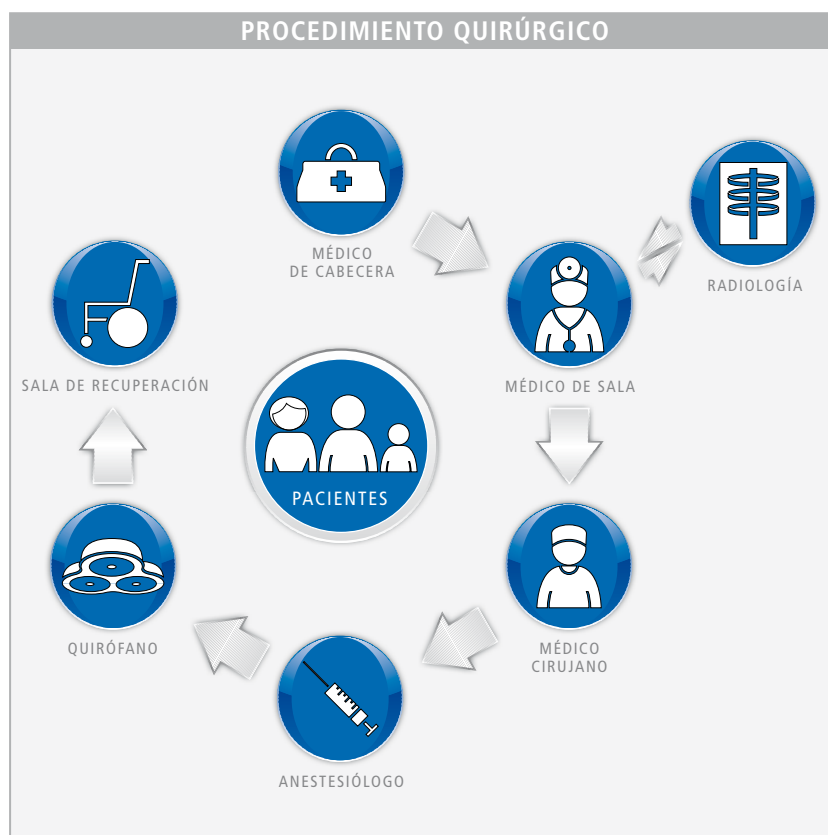 PROCEDIMIENTO QUIRÚRGICO
MÉDICO
DE CABECERA
RADIOLOGÍA
SALA DE RECUPERACIÓN
MÉDICO DE SALA
PACIENTES
QUIRÓFANO
MÉDICO
CIRUJANO
ANESTESIÓLOGO